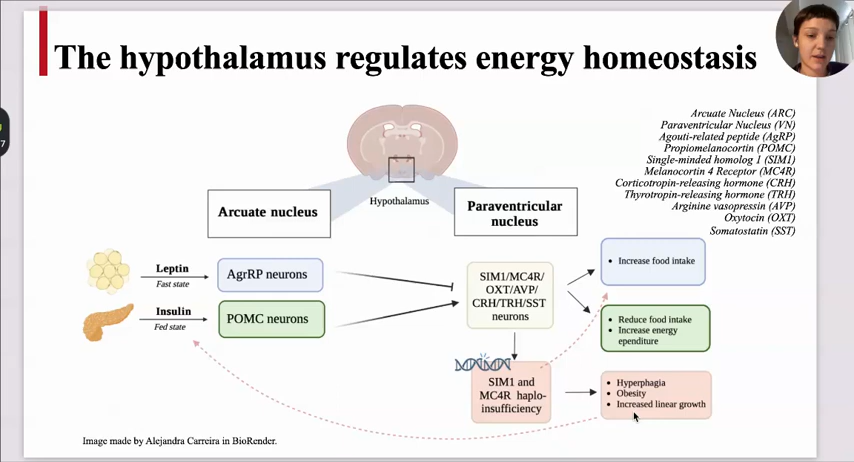 The hypothalamus regulates energy homeostasis
Arcuate Nucleus (ARC)
Paraventricular Nucleus (VN)
Agouti-related peptide (AgRP)
Propiomelanocortin (POMC)
Single-minded homolog 1 (SIM1)
Melanocortin 4 Receptor (MC4R)
Corticotropin-releasing hormone (CRH)
Thyrotropin-releasing hormone (TRH)
Arginine vasopressin (AVP)
Oxytocin (OXT)
Somatostatin (SST)
Hypothalamus
Arcuate nucleus
Paraventricular
nucleus
Leptin
Fast state
AgrRP neurons
Insulin
Fed state
POMC neurons
SIM1/MC4R/
OXT/AVP/
CRH/TRH/SST
neurons
• Increase food intake
• Reduce food intake
• Increase energy
ependiture
SIM1 and
MC4R haplo-
insufficiency
• Hyperphagia
• Obesity
• Increased linear growth
Image made by Alejandra Carreira in BioRender.
7